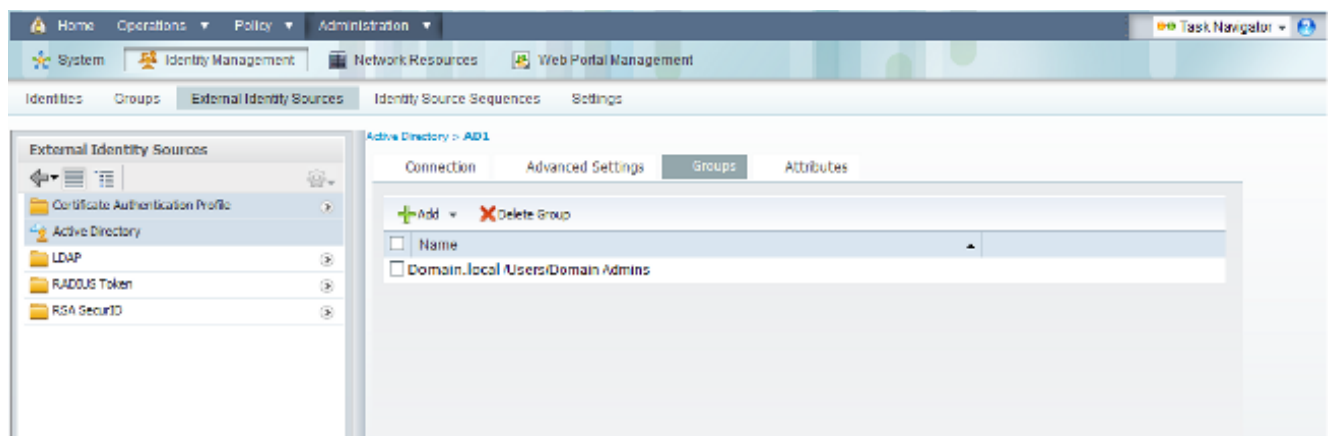 Home Operations Policy Administration Task Navigator
System Identity Management Network Resources Web Portal Management
Identities Groups External Identity Sources Identity Source Sequences Settings
External Identity Sources
Certificate Authentication Profile
Active Directory
LDAP
RADIUS Token
RSA SecurID
Active Directory > AD1
Connection Advanced Settings Groups Attributes
Add Delete Group
Name
Domain.local /Users/Domain Admins